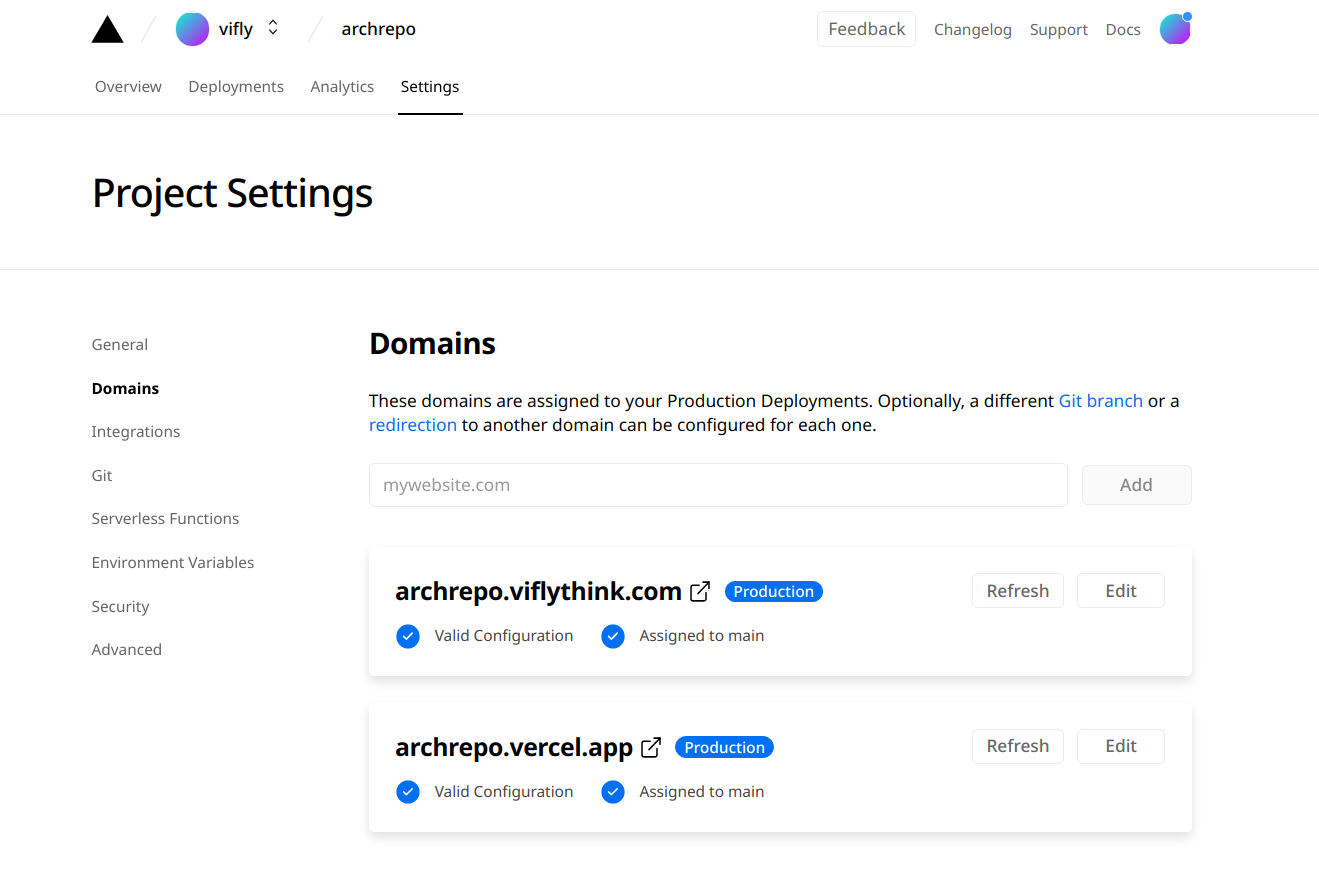 vifly archrepo Feedback Changelog Support Docs
Overview Deployments Analytics Settings
Project Settings
General
Domains
Integrations
Git
Serverless Functions
Environment Variables
Security
Advanced
Domains
These domains are assigned to your Production Deployments. Optionally, a different Git branch or a
redirection to another domain can be configured for each one.
mywebsite.com Add
archrepo.viflythink.com Production Refresh Edit
Valid Configuration Assigned to main
archrepo.vercel.app Production Refresh Edit
Valid Configuration Assigned to main